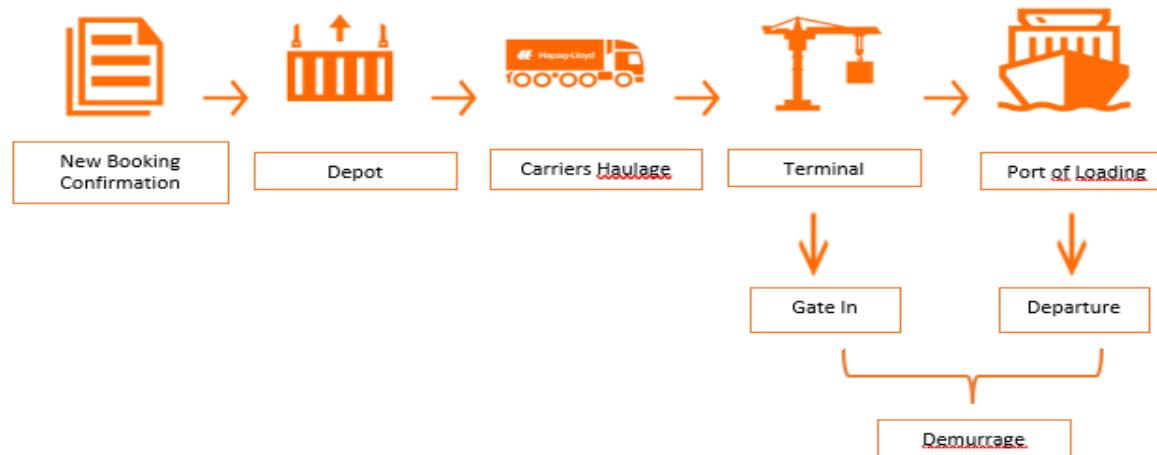 Hapag-Lloyd
New Booking
Confirmation
Depot
Carriers Haulage
Terminal
Port of Loading
Gate In
Departure
Demurrage